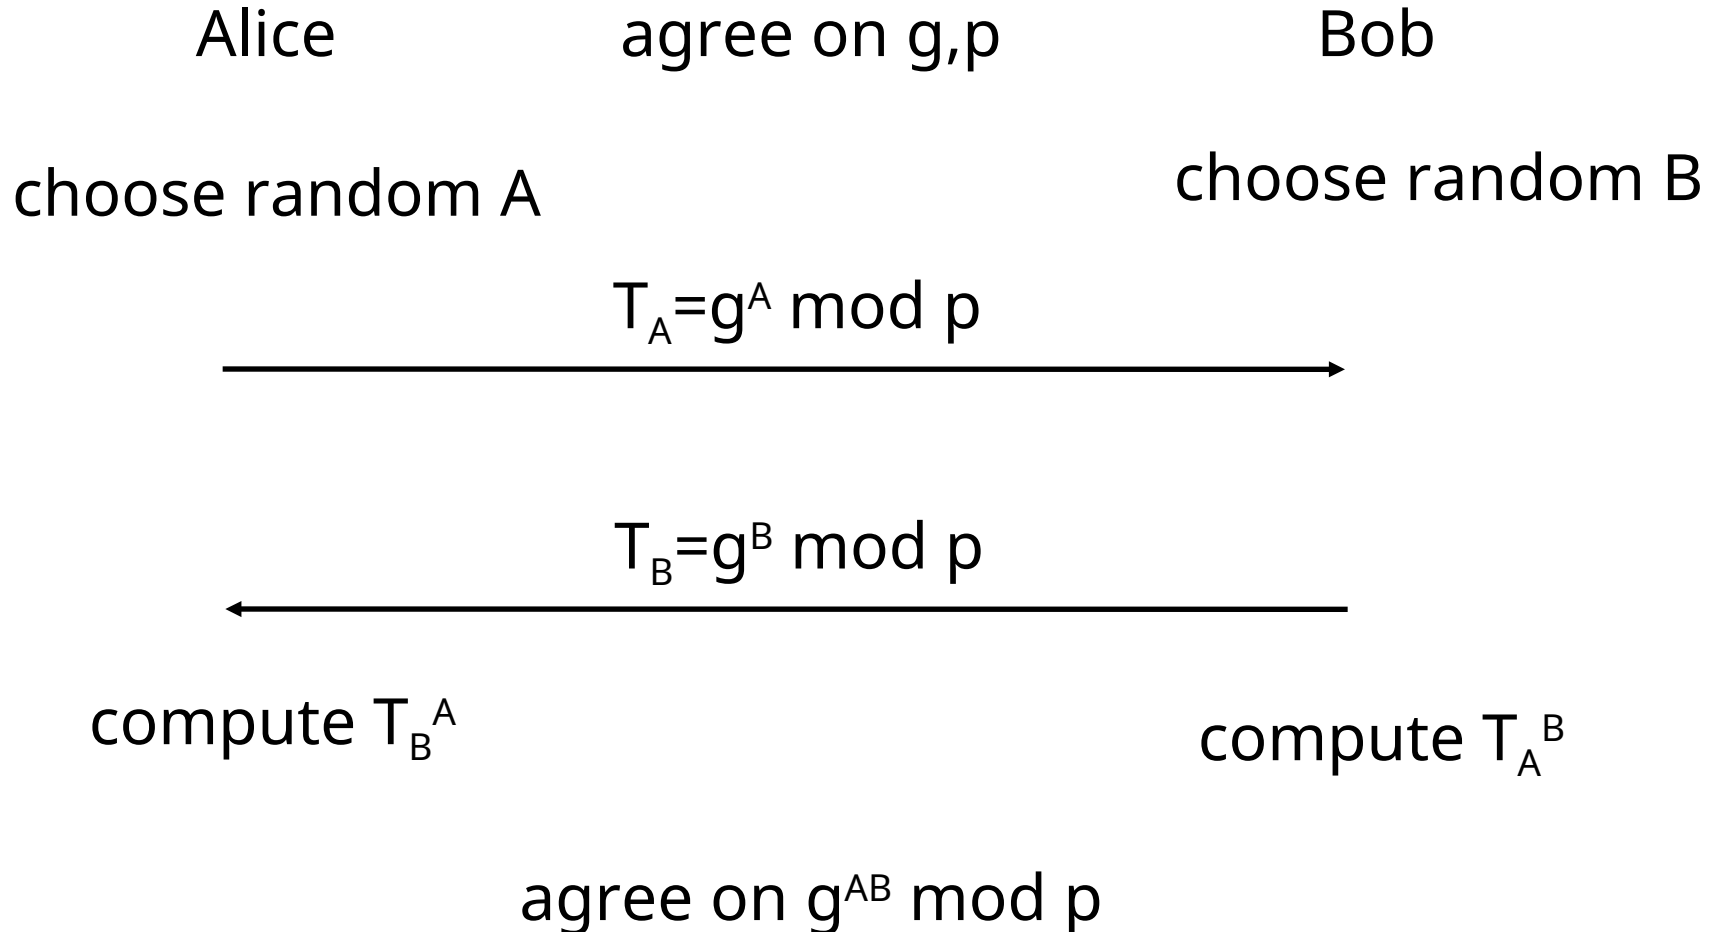 Alice agree on g,p Bob
choose random A choose random B
T_A=g^A mod p
T_B=g^B mod p
compute T_B^A compute T_A^B
agree on g^AB mod p